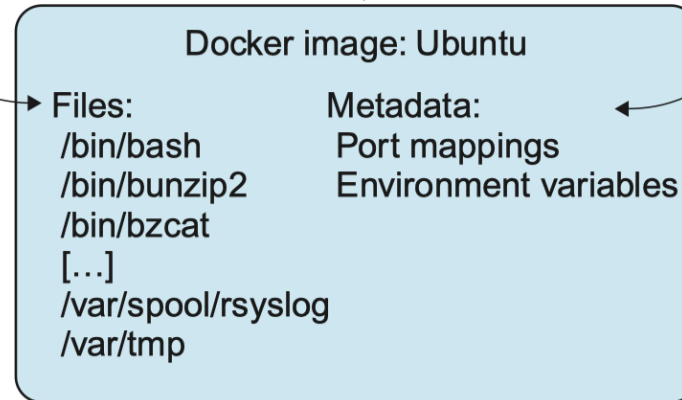 Docker image: Ubuntu
Files:
/bin/bash
/bin/bunzip2
/bin/bzcat
[...]
/var/spool/rsyslog
/var/tmp
Metadata:
Port mappings
Environment variables